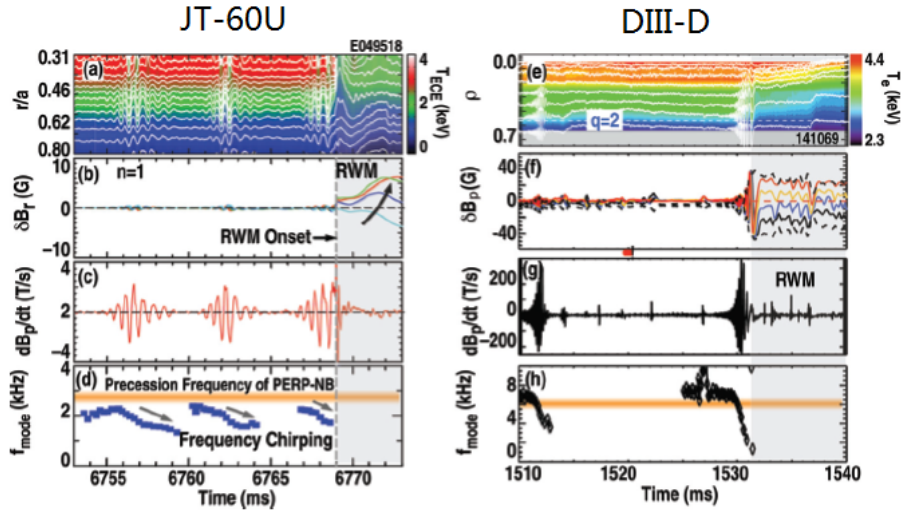 JT-60U
DIII-D
E049518
(a)
0.31
0.46
0.62
0.80
r/a
4
2
0
T_ECE (keV)
(b)
n=1
RWM
RWM Onset
10
0
−10
δB_r (G)
(c)
4
2
−4
dB_p/dt (T/s)
(d)
Precession Frequency of PERP-NB
Frequency Chirping
4
2
0
f_mode (kHz)
6755
6760
6765
6770
Time (ms)
(e)
0.0
0.7
ρ
q=2
141069
4.4
2.3
T_e (keV)
(f)
40
0
−40
δB_p (G)
(g)
RWM
200
0
−200
dB_p/dt (T/s)
(h)
8
4
0
f_mode (kHz)
1510
1520
1530
1540
Time (ms)